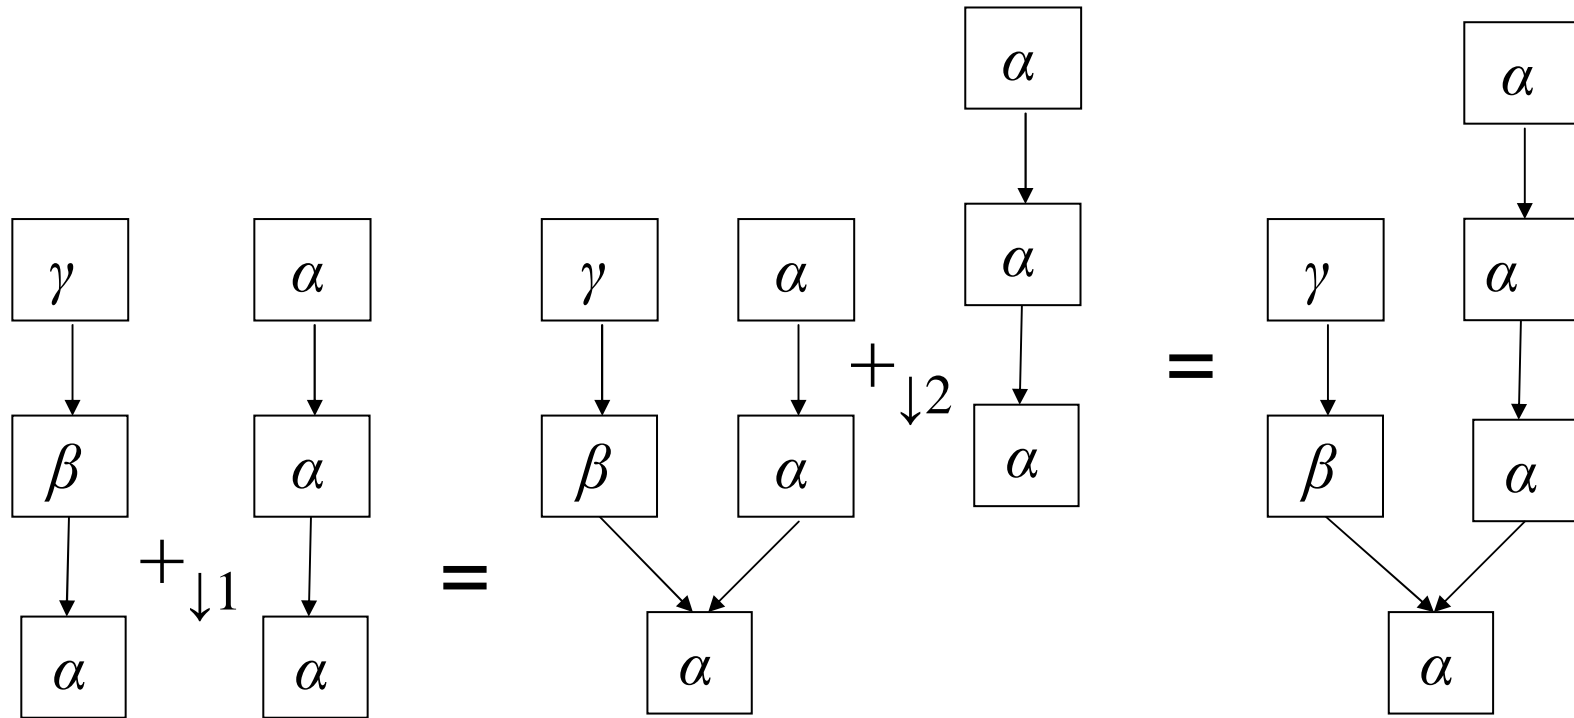 α α
γ α γ α α γ α
β α + ↓2 = β α
+ ↓1 = β α α
α α α α